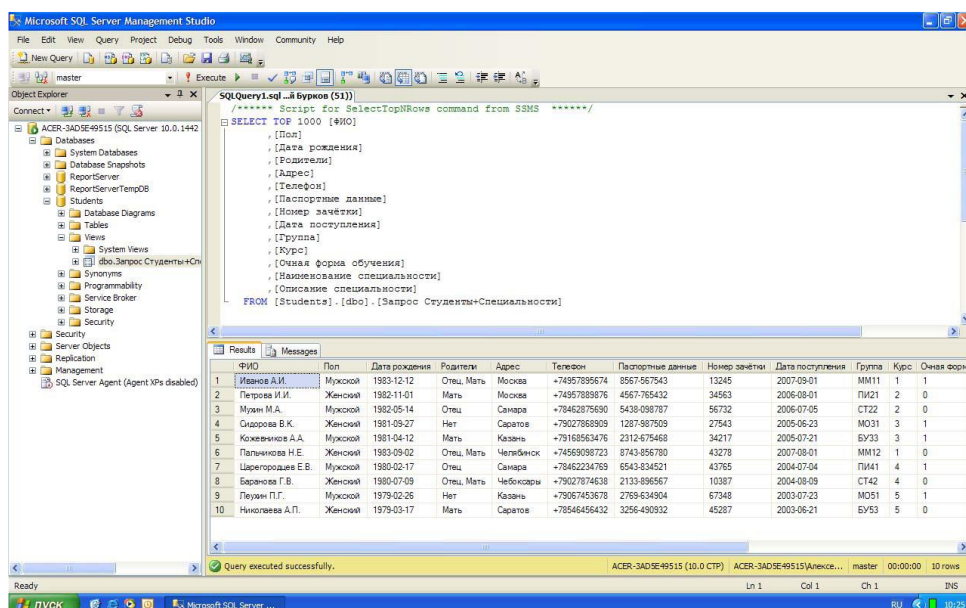 Microsoft SQL Server Management Studio
File Edit View Query Project Debug Tools Window Community Help
New Query
master Execute
Object Explorer
Connect
ACER-3AD5E49515 (SQL Server 10.0.1442
Databases
System Databases
Database Snapshots
ReportServer
ReportServerTempDB
Students
Database Diagrams
Tables
Views
System Views
dbo.Запрос Студенты+Сп
Synonyms
Programmability
Service Broker
Storage
Security
Security
Server Objects
Replication
Management
SQL Server Agent (Agent XPs disabled)
SQLQuery1.sql ...й Бурков (51))
/****** Script for SelectTopNRows command from SSMS ******/
SELECT TOP 1000 [ФИО]
,[Пол]
,[Дата рождения]
,[Родители]
,[Адрес]
,[Телефон]
,[Паспортные данные]
,[Номер зачётки]
,[Дата поступления]
,[Группа]
,[Курс]
,[Очная форма обучения]
,[Наименование специальности]
,[Описание специальности]
FROM [Students].[dbo].[Запрос Студенты+Специальности]
Results Messages
ФИО Пол Дата рождения Родители Адрес Телефон Паспортные данные Номер зачётки Дата поступления Группа Курс Очная форм
1 Иванов А.И. Мужской 1983-12-12 Отец, Мать Москва +74957895674 8567-567543 13245 2007-09-01 ММ11 1 1
2 Петрова И.И. Женский 1982-11-01 Мать Москва +74957889876 4567-765432 34563 2006-08-01 ПИ21 2 0
3 Мухин М.А. Мужской 1982-05-14 Отец Самара +78462875690 5438-098787 56732 2006-07-05 СТ22 2 0
4 Сидорова В.К. Женский 1981-09-27 Нет Саратов +79027868909 1287-987509 27543 2005-06-23 МО31 3 1
5 Кожевников А.А. Мужской 1981-04-12 Мать Казань +79168563476 2312-675468 34217 2005-07-21 БУ33 3 1
6 Пальчикова Н.Е. Женский 1983-09-02 Отец, Мать Челябинск +74569098723 8743-856780 43278 2007-08-01 ММ12 1 0
7 Царегородцев Е.В. Мужской 1980-02-17 Отец Самара +78462234769 6543-834521 43765 2004-07-04 ПИ41 4 1
8 Баранова Г.В. Женский 1980-07-09 Отец, Мать Чебоксары +79027874638 2133-896567 10387 2004-08-09 СТ42 4 0
9 Леухин П.Г. Мужской 1979-02-26 Нет Казань +79067453678 2769-634904 67348 2003-07-23 МО51 5 1
10 Николаева А.П. Женский 1979-03-17 Мать Саратов +78546456432 3256-490932 45287 2003-06-21 БУ53 5 0
Query executed successfully. ACER-3AD5E49515 (10.0 CTP) ACER-3AD5E49515\Алексе... master 00:00:00 10 rows
Ready Ln 1 Col 1 Ch 1 INS
пуск Microsoft SQL Server ... RU 10:25